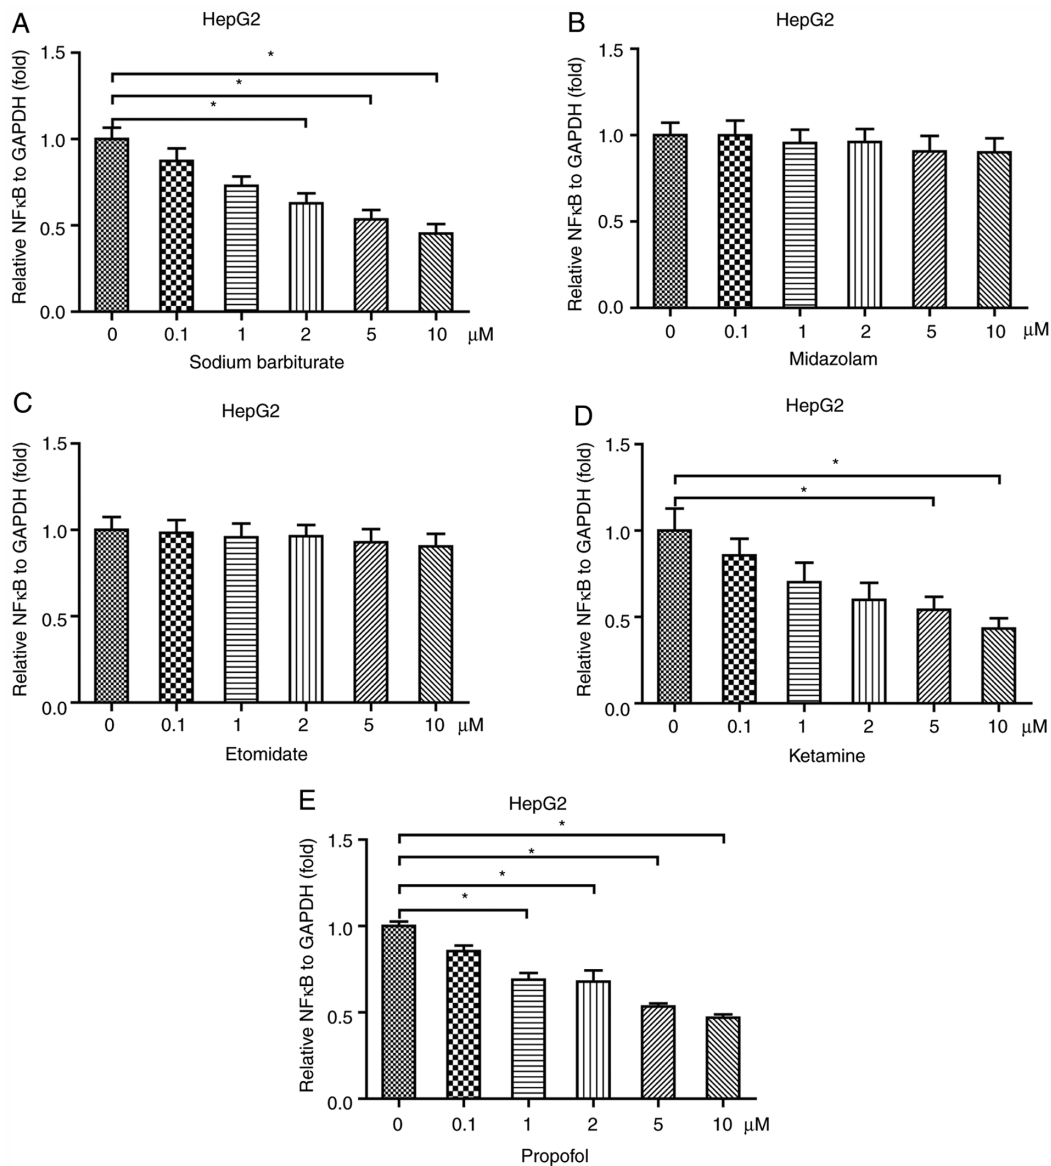 A
HepG2
Relative NFκB to GAPDH (fold)
1.5
1.0
0.5
0.0
*
*
*
0 0.1 1 2 5 10 μM
Sodium barbiturate
B
HepG2
Relative NFκB to GAPDH (fold)
1.5
1.0
0.5
0.0
0 0.1 1 2 5 10 μM
Midazolam
C
HepG2
Relative NFκB to GAPDH (fold)
1.5
1.0
0.5
0.0
0 0.1 1 2 5 10 μM
Etomidate
D
HepG2
Relative NFκB to GAPDH (fold)
1.5
1.0
0.5
0.0
*
*
0 0.1 1 2 5 10 μM
Ketamine
E
HepG2
Relative NFκB to GAPDH (fold)
1.5
1.0
0.5
0.0
*
*
*
*
0 0.1 1 2 5 10 μM
Propofol